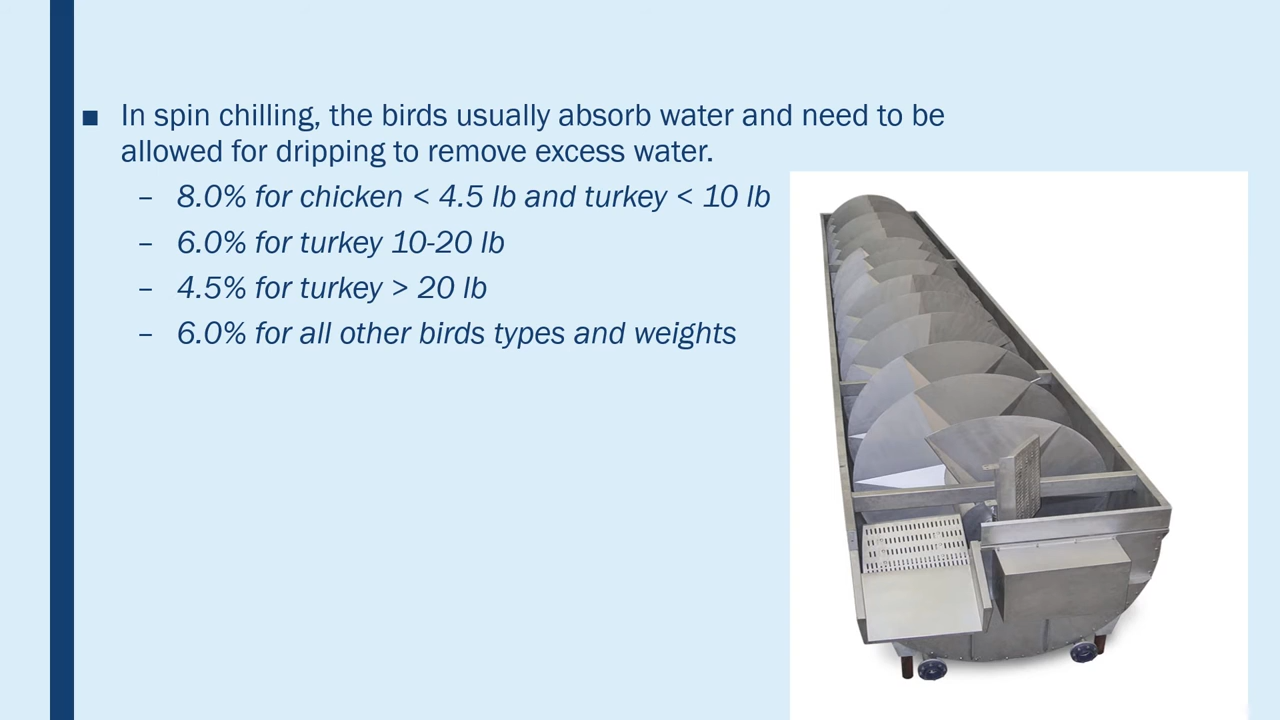 ■ In spin chilling, the birds usually absorb water and need to be
allowed for dripping to remove excess water.
– 8.0% for chicken < 4.5 lb and turkey < 10 lb
– 6.0% for turkey 10-20 lb
– 4.5% for turkey > 20 lb
– 6.0% for all other birds types and weights